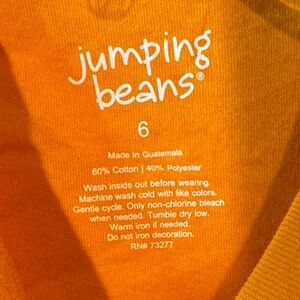 jumping
beans®
6
Made in Guatemala
60% Cotton | 40% Polyester
Wash inside out before wearing.
Machine wash cold with like colors.
Gentle cycle. Only non-chlorine bleach
when needed. Tumble dry low.
Warm iron if needed.
Do not iron decoration.
RN# 73277